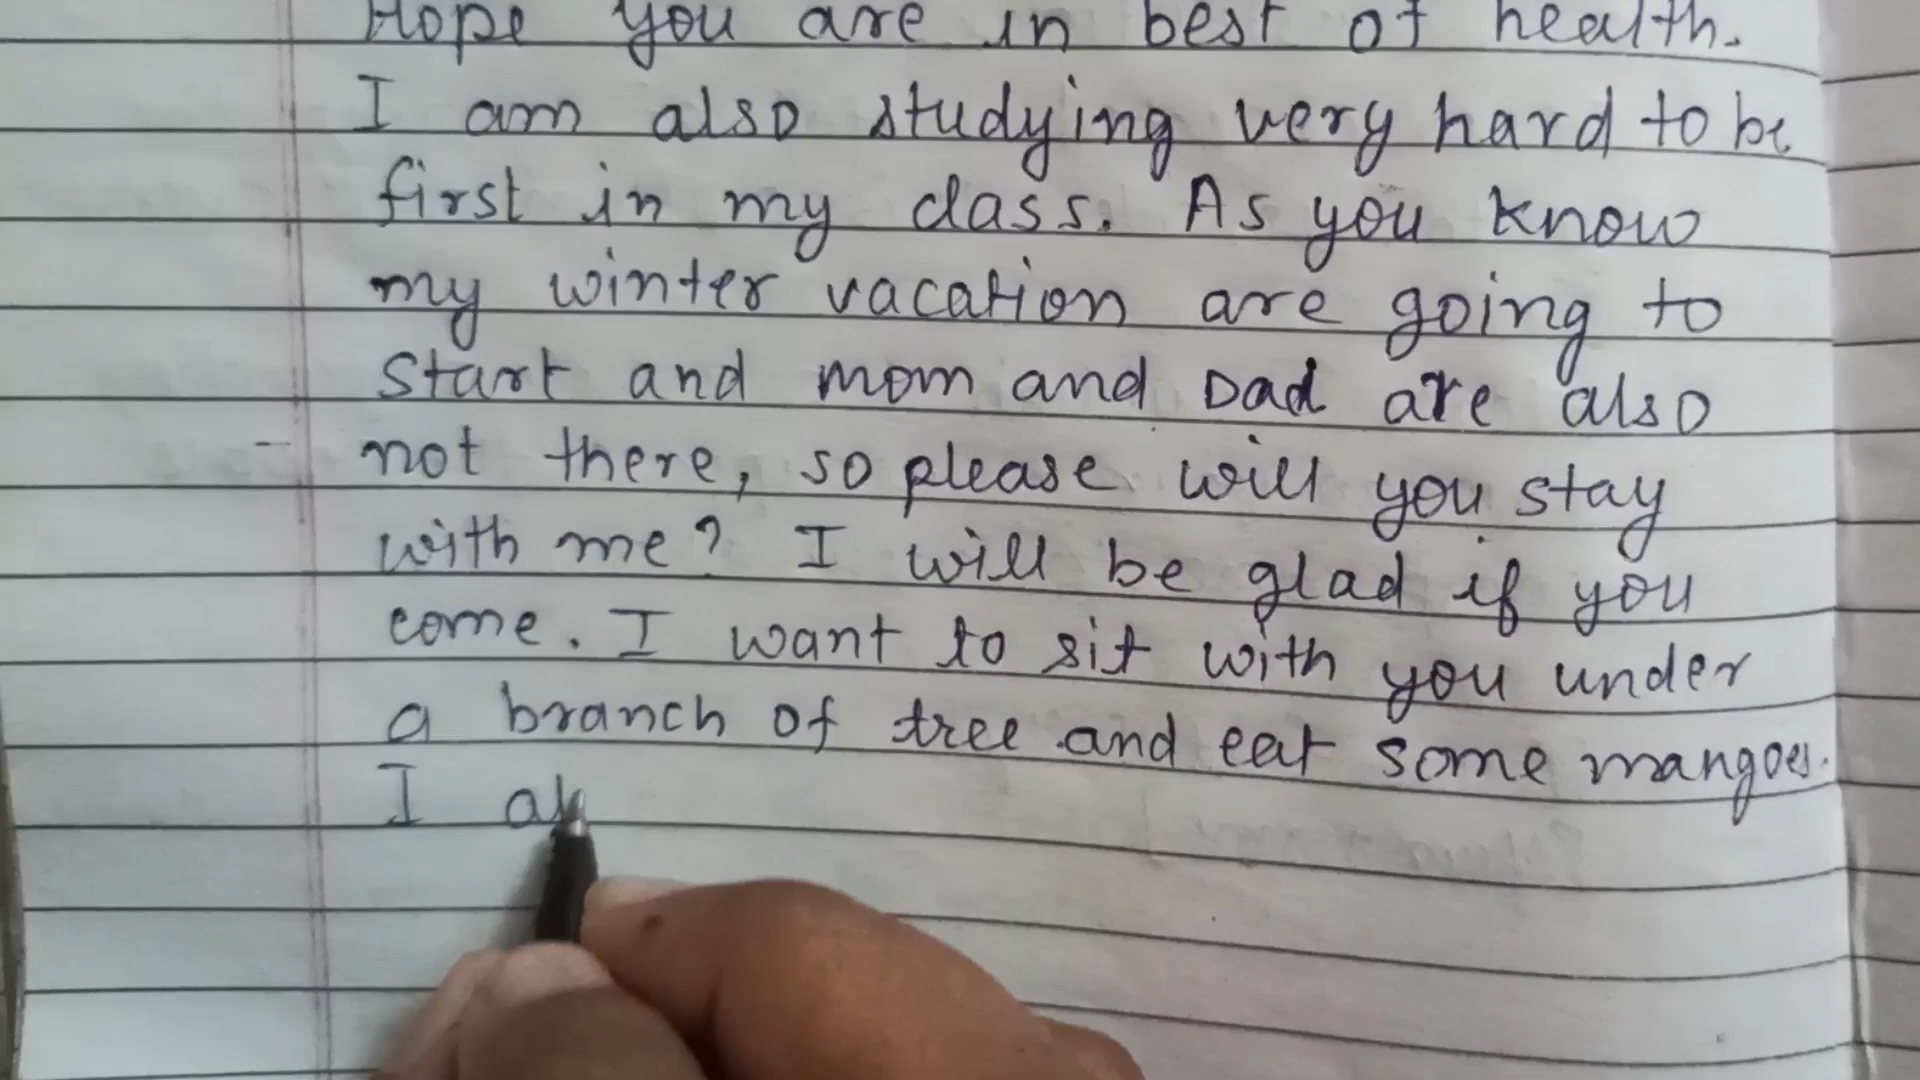 Hope you are in best of health.
I am also studying very hard to be
first in my class. As you know
my winter vacation are going to
start and mom and Dad are also
not there, so please will you stay
with me? I will be glad if you
come. I want to sit with you under
a branch of tree and eat some mangoes.
I